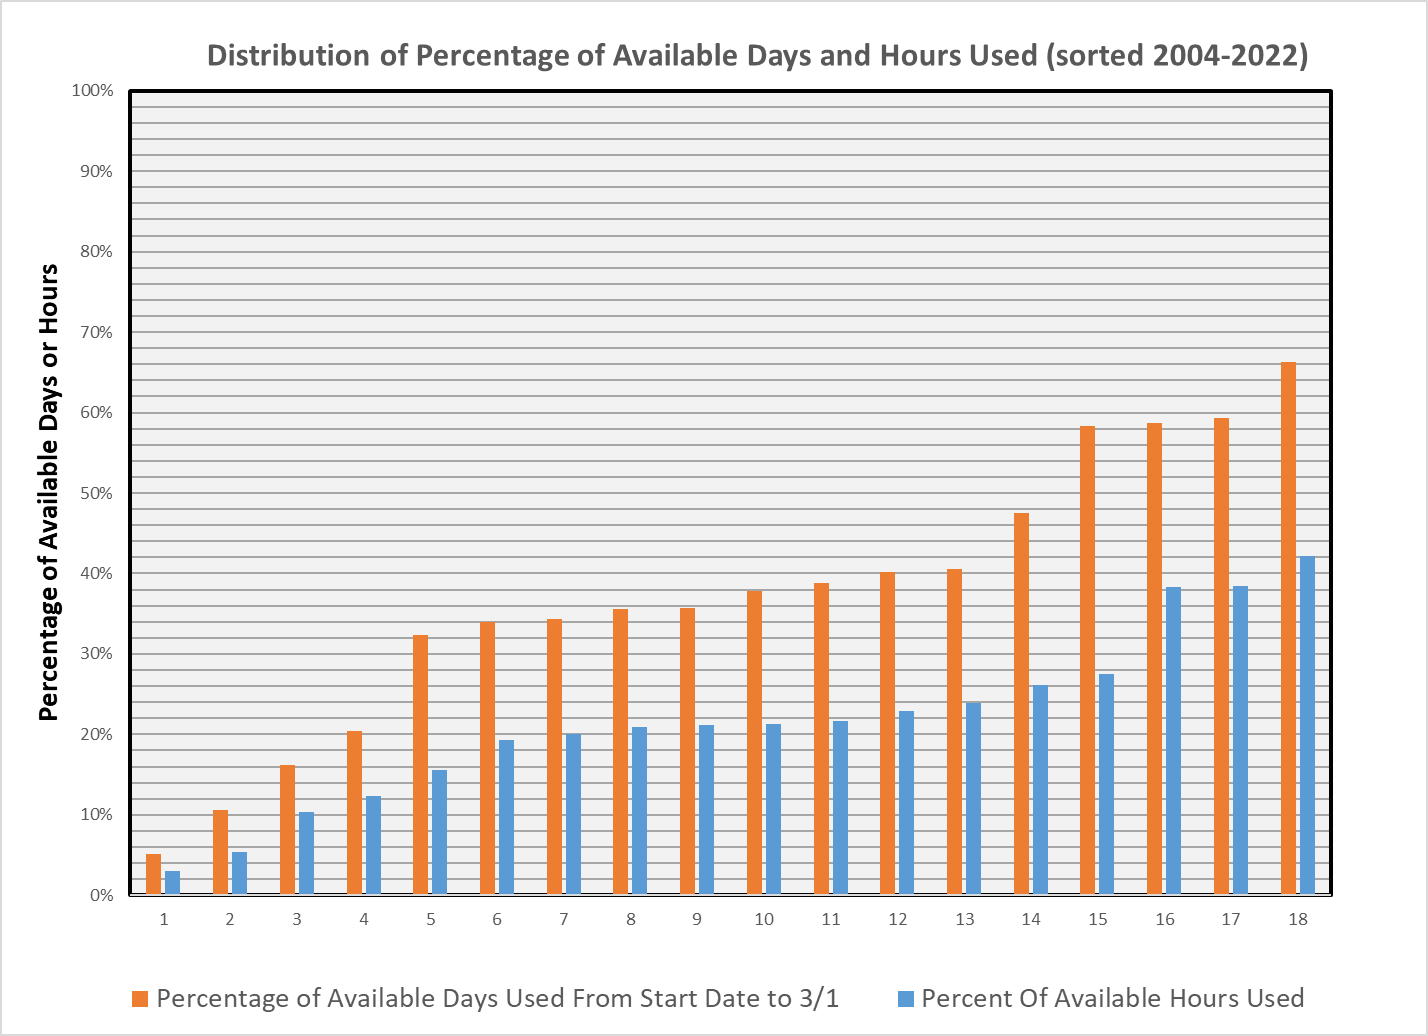 Distribution of Percentage of Available Days and Hours Used (sorted 2004-2022)
Percentage of Available Days or Hours
100%
90%
80%
70%
60%
50%
40%
30%
20%
10%
0%
1 2 3 4 5 6 7 8 9 10 11 12 13 14 15 16 17 18
Percentage of Available Days Used From Start Date to 3/1 Percent Of Available Hours Used